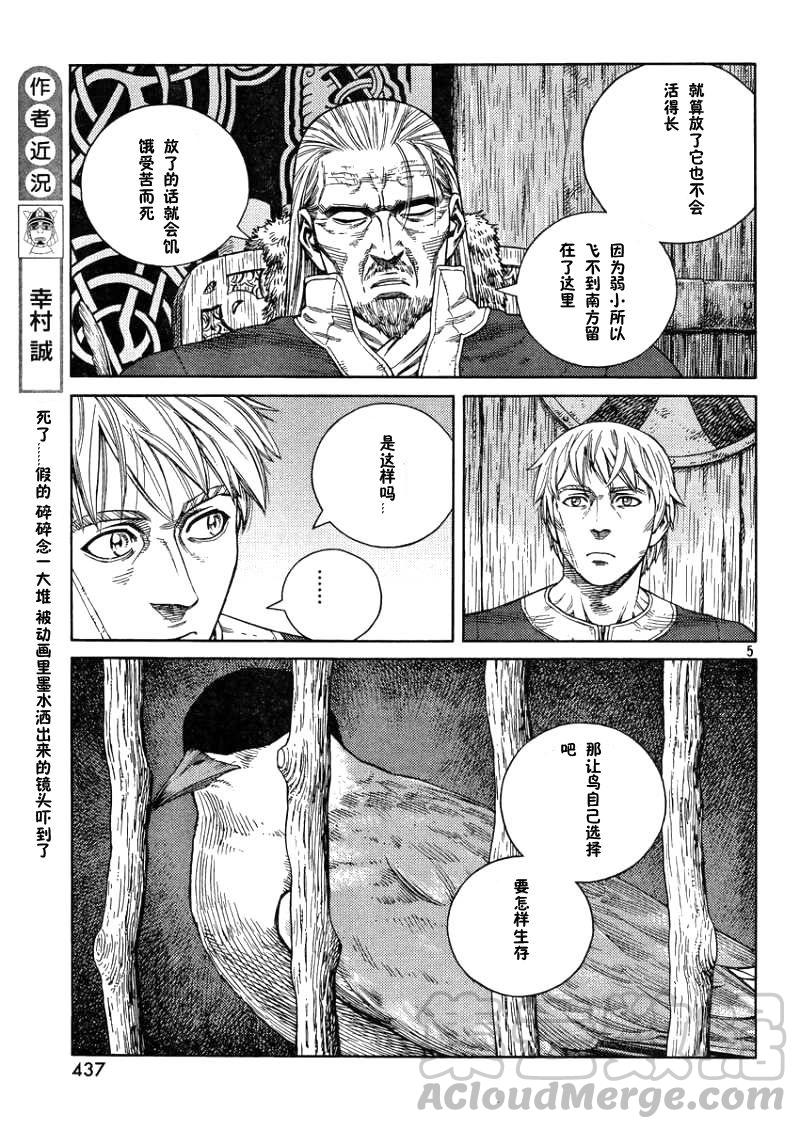 就算放了它也不会
活得长
因为弱小所以
飞不到南方留
在了这里
放了的话就会饥
饿受苦而死
是这样吗
……
……
5
那让鸟自己选择
吧
要怎样生存
作者近況
幸村誠
死了……假的 碎碎念一大堆 被动画里墨水洒出来的镜头吓到了
437
ACloudMerge.com